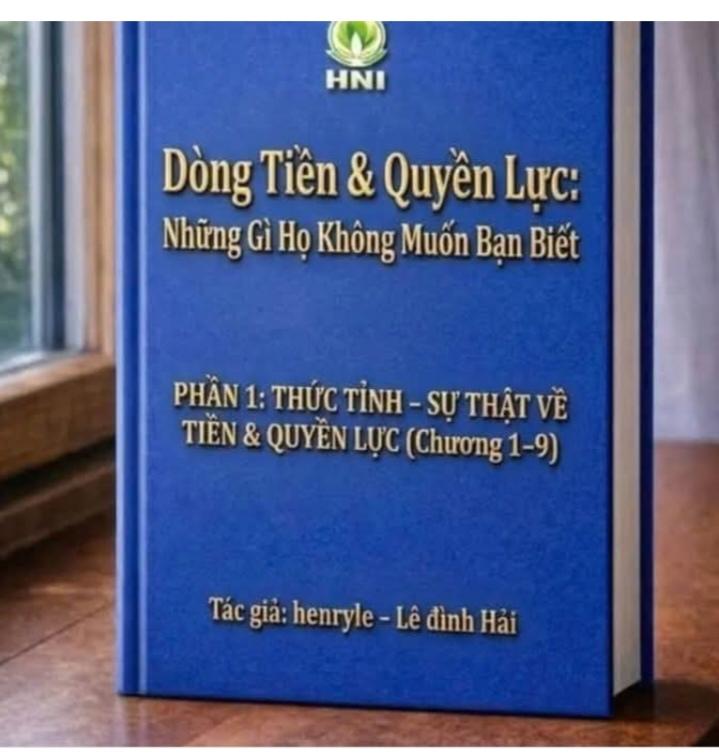 HNI
Dòng Tiền & Quyền Lực:
Những Gì Họ Không Muốn Bạn Biết
PHẦN 1: THỨC TỈNH – SỰ THẬT VỀ
TIỀN & QUYỀN LỰC (Chương 1–9)
Tác giả: henryle – Lê đình Hải